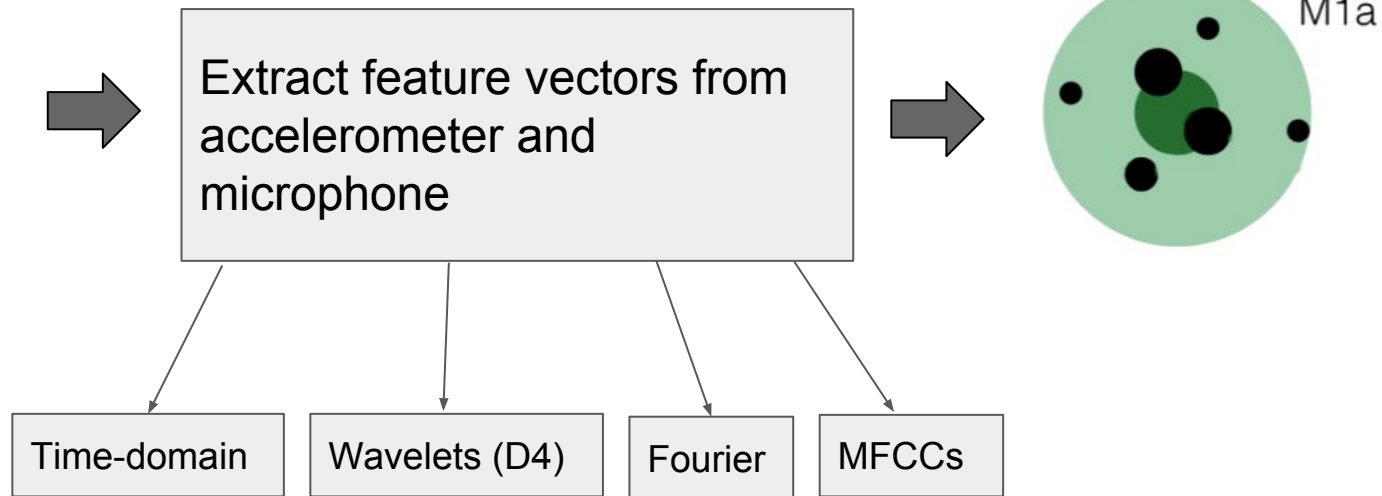 M1a
Extract feature vectors from
accelerometer and
microphone
Time-domain
Wavelets (D4)
Fourier
MFCCs